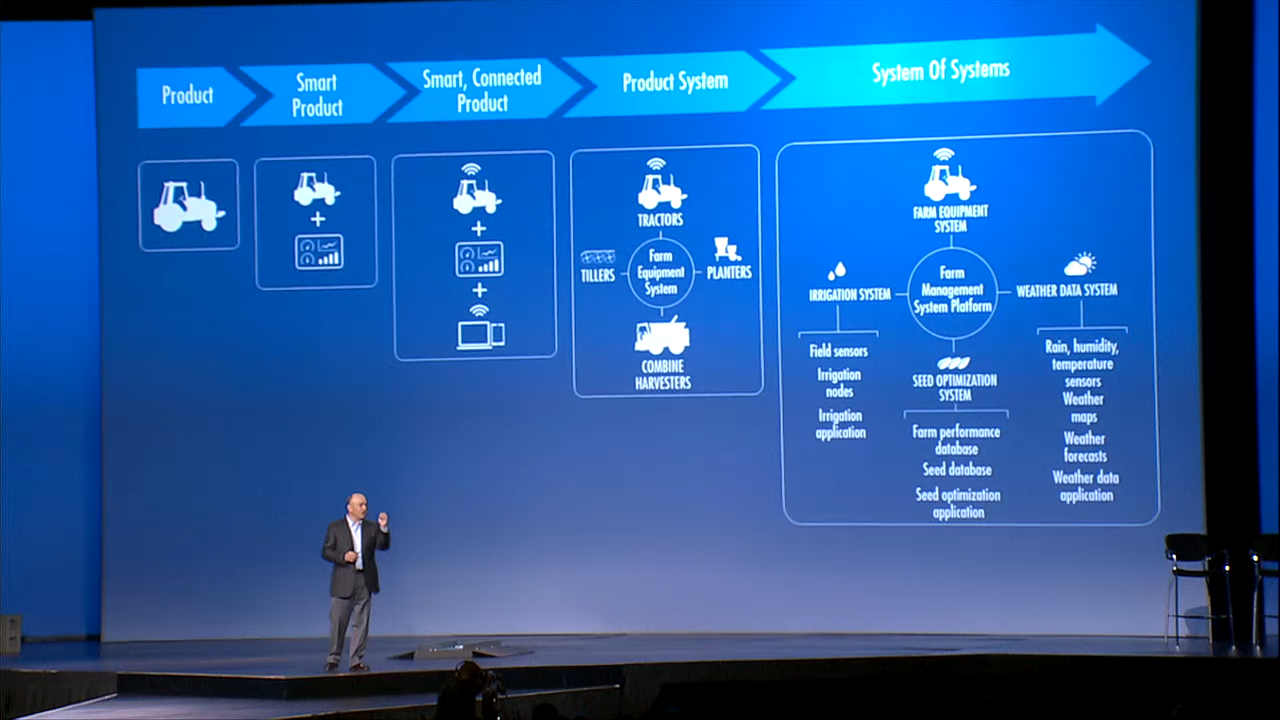 Product
Smart
Product
Smart, Connected
Product
Product System
System Of Systems
TRACTORS
TILLERS
Farm
Equipment
System
PLANTERS
COMBINE
HARVESTERS
FARM EQUIPMENT
SYSTEM
IRRIGATION SYSTEM
Farm
Management
System Platform
WEATHER DATA SYSTEM
Field sensors
Irrigation
nodes
Irrigation
application
SEED OPTIMIZATION
SYSTEM
Farm performance
database
Seed database
Seed optimization
application
Rain, humidity,
temperature
sensors
Weather
maps
Weather
forecasts
Weather data
application